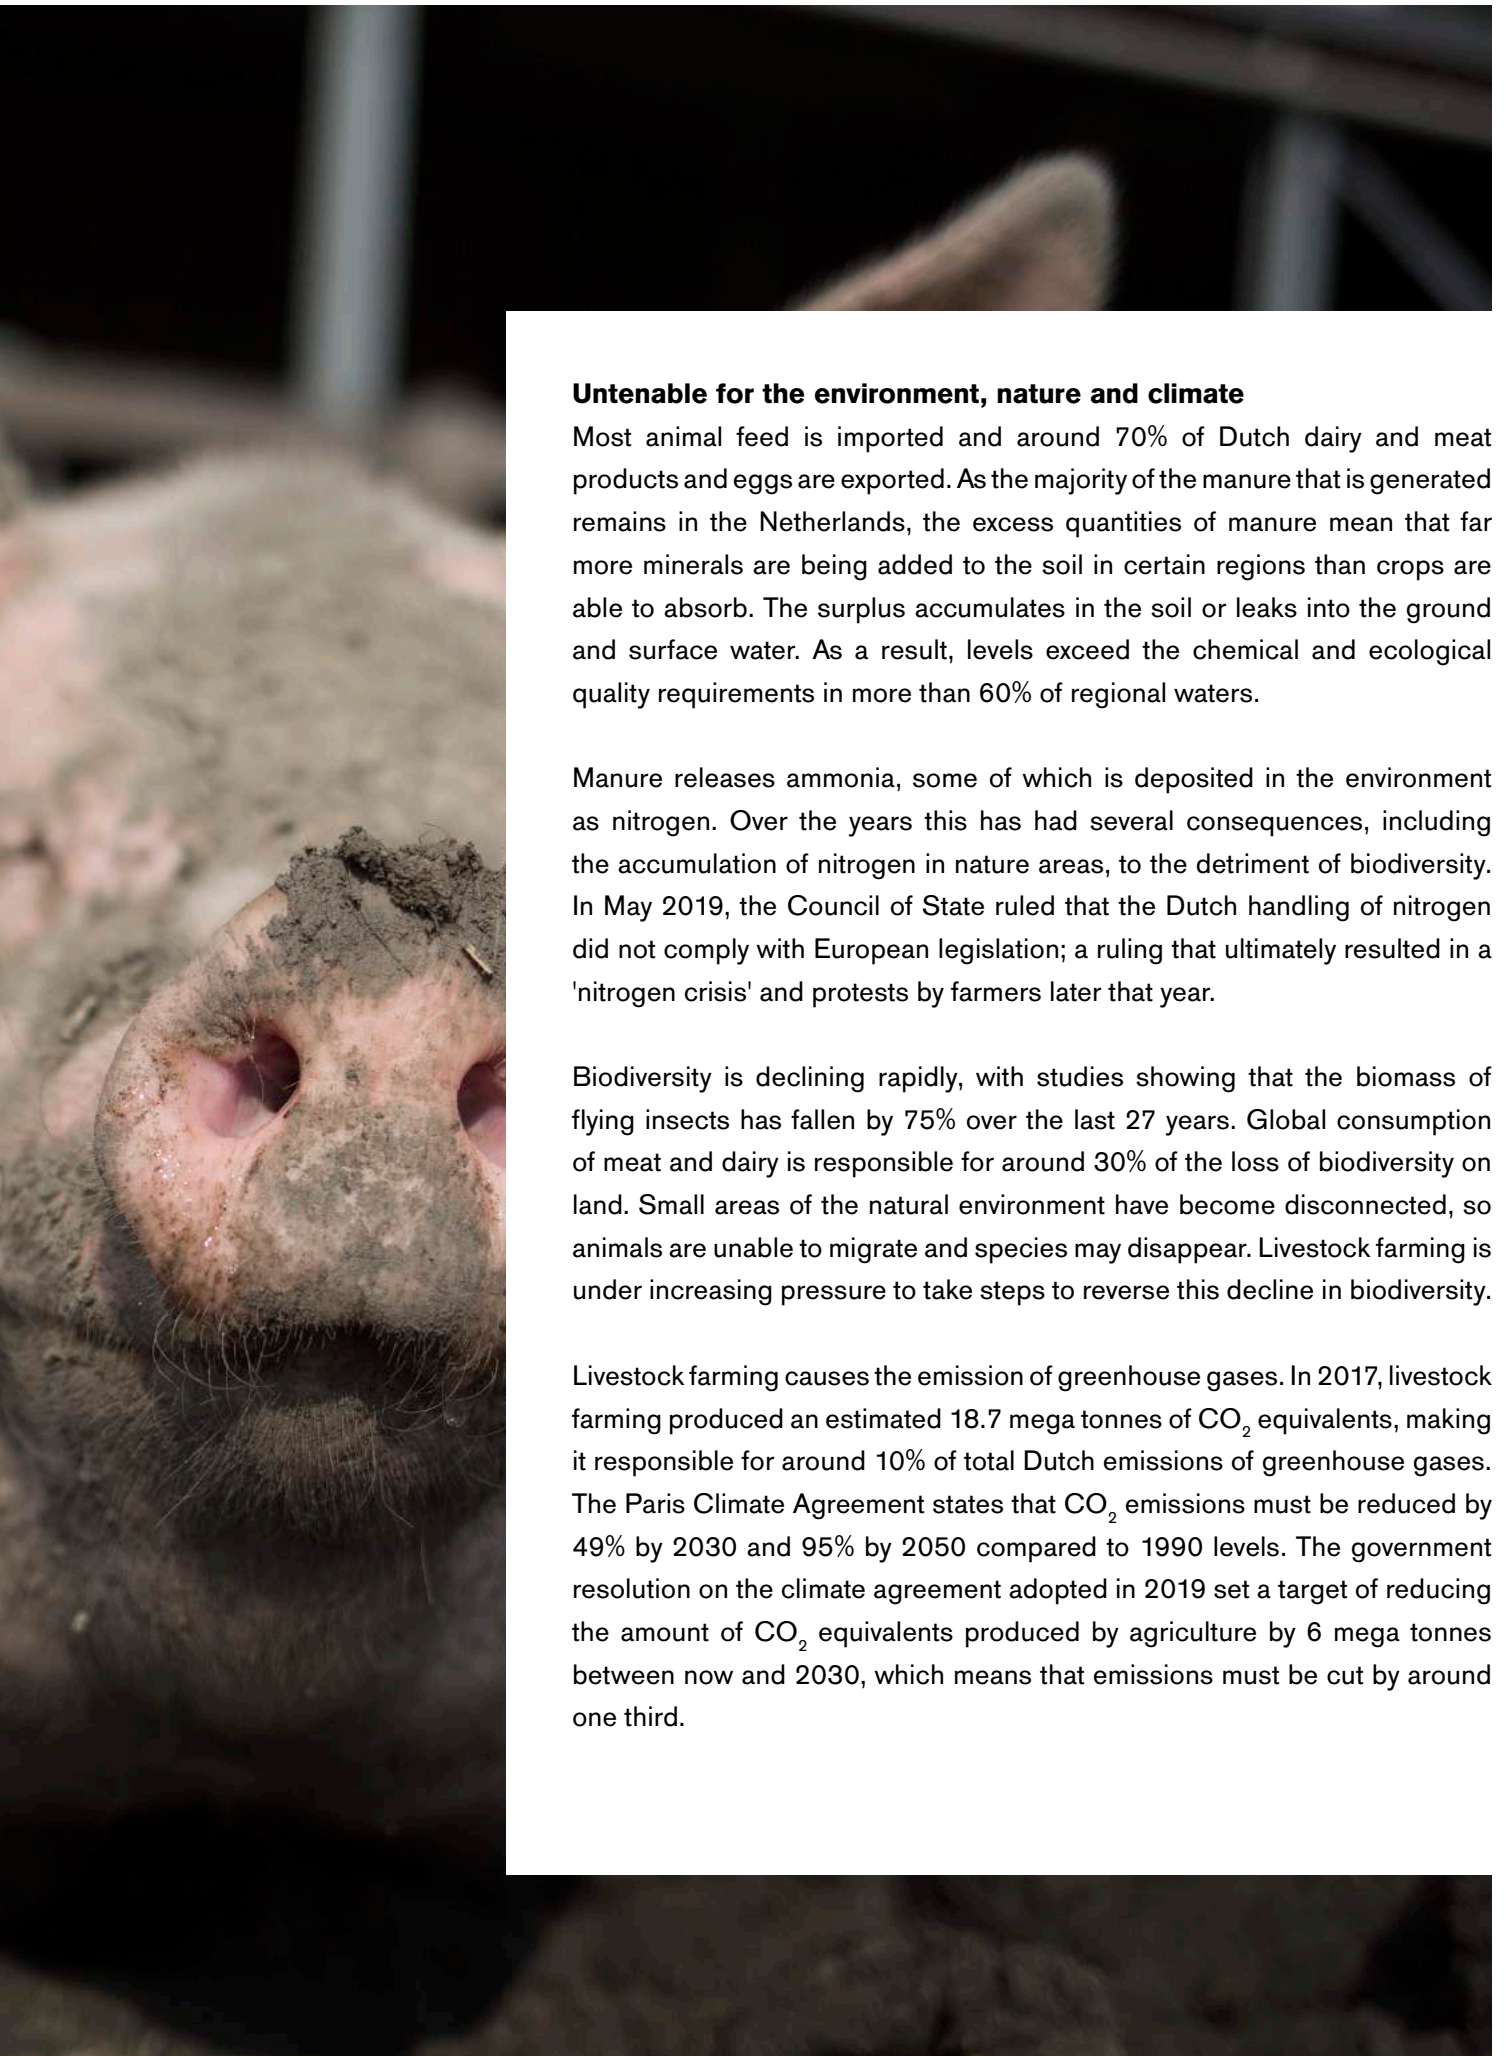 Untenable for the environment, nature and climate
Most animal feed is imported and around 70% of Dutch dairy and meat
products and eggs are exported. As the majority of the manure that is generated
remains in the Netherlands, the excess quantities of manure mean that far
more minerals are being added to the soil in certain regions than crops are
able to absorb. The surplus accumulates in the soil or leaks into the ground
and surface water. As a result, levels exceed the chemical and ecological
quality requirements in more than 60% of regional waters.
Manure releases ammonia, some of which is deposited in the environment
as nitrogen. Over the years this has had several consequences, including
the accumulation of nitrogen in nature areas, to the detriment of biodiversity.
In May 2019, the Council of State ruled that the Dutch handling of nitrogen
did not comply with European legislation; a ruling that ultimately resulted in a
'nitrogen crisis' and protests by farmers later that year.
Biodiversity is declining rapidly, with studies showing that the biomass of
flying insects has fallen by 75% over the last 27 years. Global consumption
of meat and dairy is responsible for around 30% of the loss of biodiversity on
land. Small areas of the natural environment have become disconnected, so
animals are unable to migrate and species may disappear. Livestock farming is
under increasing pressure to take steps to reverse this decline in biodiversity.
Livestock farming causes the emission of greenhouse gases. In 2017, livestock
farming produced an estimated 18.7 mega tonnes of CO₂ equivalents, making
it responsible for around 10% of total Dutch emissions of greenhouse gases.
The Paris Climate Agreement states that CO₂ emissions must be reduced by
49% by 2030 and 95% by 2050 compared to 1990 levels. The government
resolution on the climate agreement adopted in 2019 set a target of reducing
the amount of CO₂ equivalents produced by agriculture by 6 mega tonnes
between now and 2030, which means that emissions must be cut by around
one third.